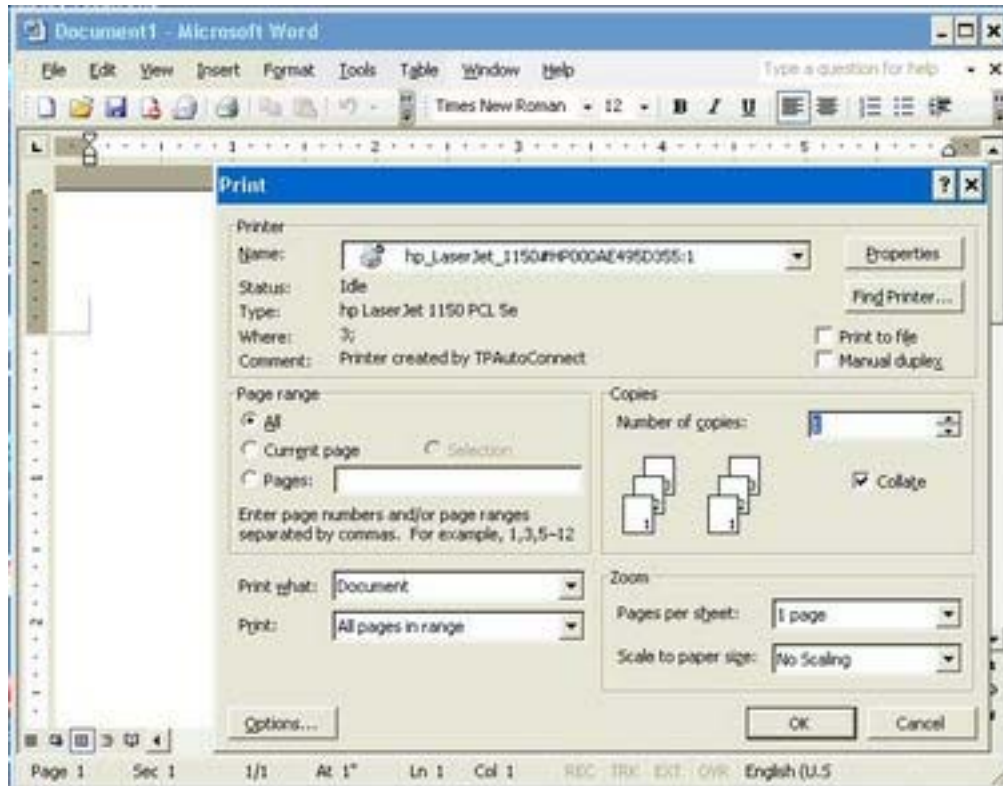 Document1 - Microsoft Word
File Edit View Insert Format Tools Table Window Help Type a question for help
Times New Roman 12 B I U
1 2 3 4 5
Print
Printer
Name: hp_LaserJet_1150#HP000AE495D355:1 Properties
Status: Idle Find Printer...
Type: hp LaserJet 1150 PCL 5e
Where: 3; Print to file
Comment: Printer created by TPAutoConnect Manual duplex
Page range
All
Current page Selection
Pages:
Enter page numbers and/or page ranges
separated by commas. For example, 1,3,5-12
Copies
Number of copies: 1
Collate
Print what: Document
Print: All pages in range
Zoom
Pages per sheet: 1 page
Scale to paper size: No Scaling
Options... OK Cancel
Page 1 Sec 1 1/1 At 1" Ln 1 Col 1 REC TRK EXT OVR English (U.S